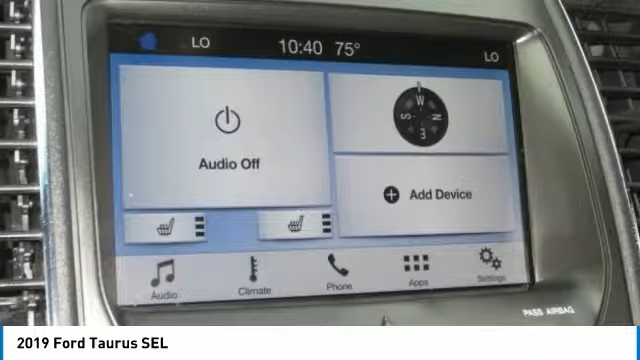 LO
10:40 75°
LO
Audio Off
W
S
N
E
Add Device
Audio
Climate
Phone
Apps
Settings
PASS AIRBAG
2019 Ford Taurus SEL